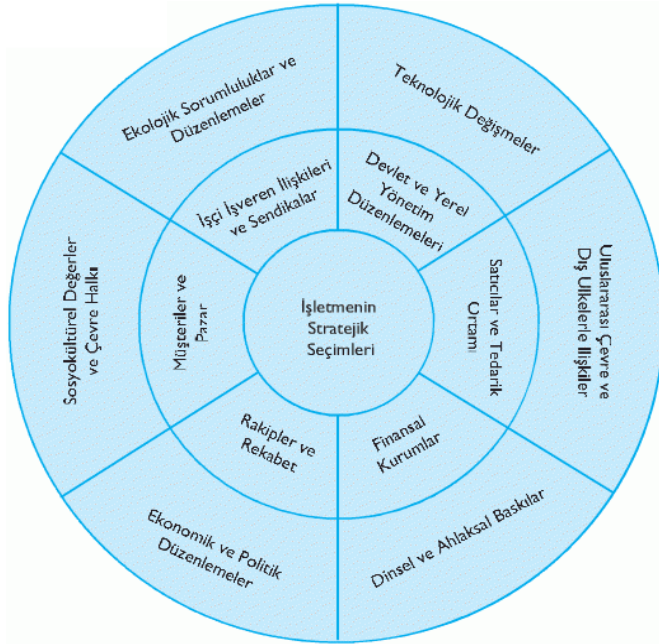 Ekolojik Sorumluluklar ve
Düzenlemeler
Teknolojik Değişmeler
İşçi İşveren İlişkileri
ve Sendikalar
Devlet ve Yerel
Yönetim
Düzenlemeleri
Sosyokültürel Değerler
ve Çevre Halkı
Müşteriler ve
Pazar
İşletmenin
Stratejik
Seçimleri
Satıcılar ve Tedarik
Ortamı
Uluslararası Çevre ve
Dış Ulkelerle Ilişkiler
Rakipler ve
Rekabet
Finansal
Kurumlar
Ekonomik ve Politik
Düzenlemeler
Dinsel ve Ahlaksal Baskılar